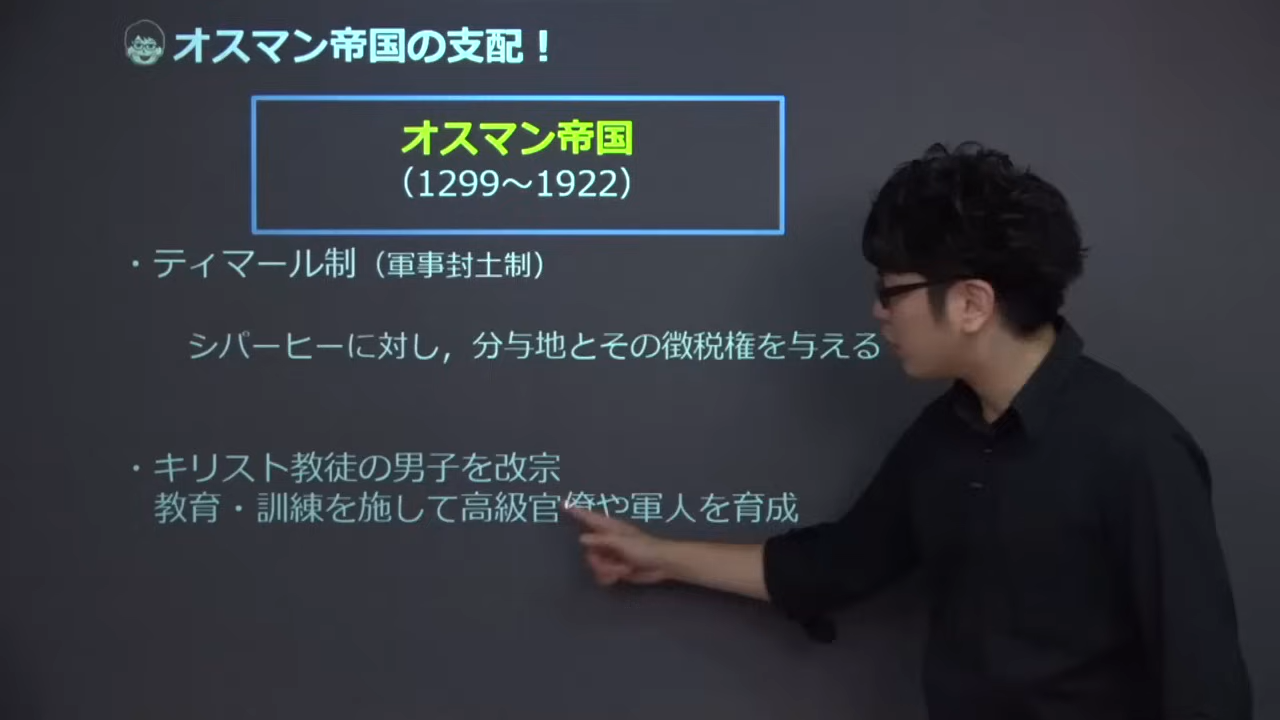 オスマン帝国の支配！
オスマン帝国
（1299～1922）
・ティマール制（軍事封土制）
シパーヒーに対し，分与地とその徴税権を与える
・キリスト教徒の男子を改宗
教育・訓練を施して高級官僚や軍人を育成